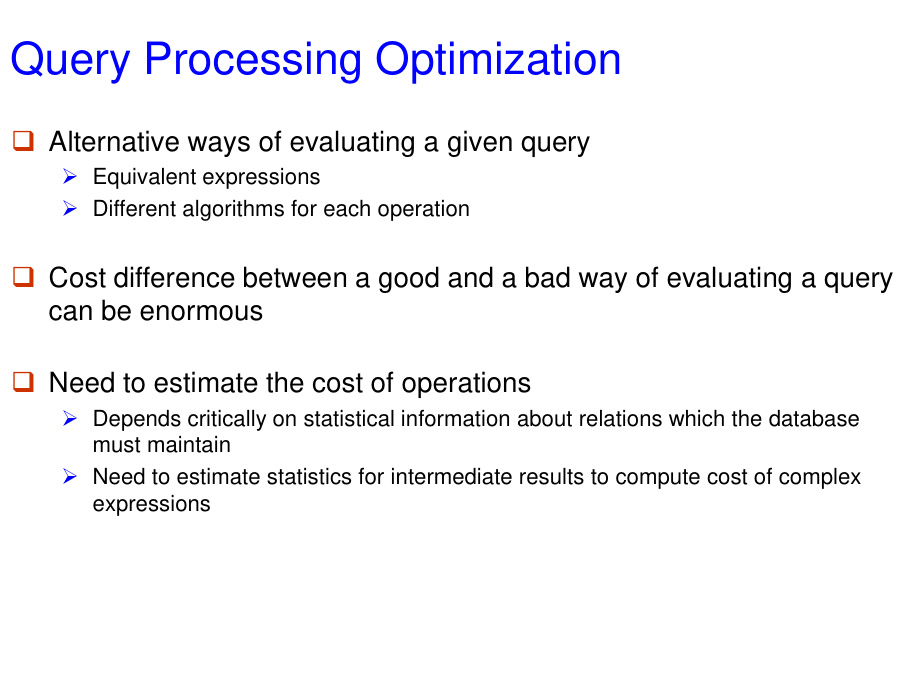 Query Processing Optimization
Alternative ways of evaluating a given query
Equivalent expressions
Different algorithms for each operation
Cost difference between a good and a bad way of evaluating a query
can be enormous
Need to estimate the cost of operations
Depends critically on statistical information about relations which the database
must maintain
Need to estimate statistics for intermediate results to compute cost of complex
expressions